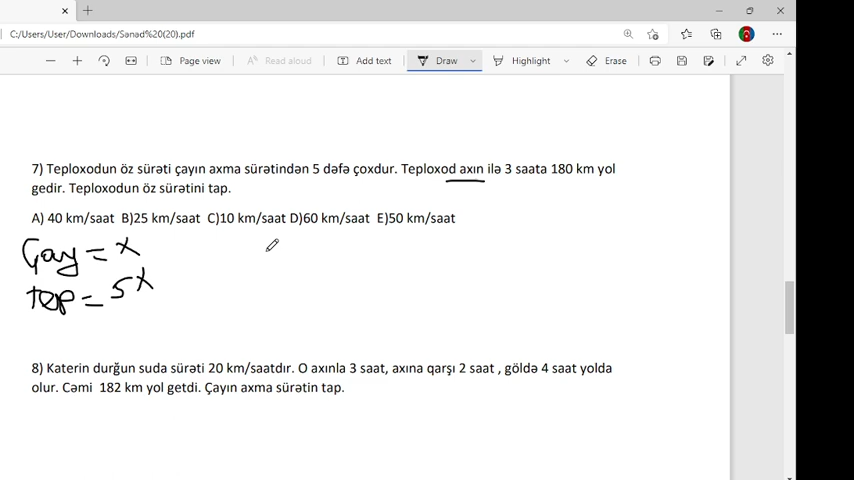 C:/Users/User/Downloads/Sanad%20(20).pdf
Page view
Read aloud
Add text
Draw
Highlight
Erase
7) Teploxodun öz sürəti çayın axma sürətindən 5 dəfə çoxdur. Teploxod axın ilə 3 saata 180 km yol
gedir. Teploxodun öz sürətini tap.
A) 40 km/saat B)25 km/saat C)10 km/saat D)60 km/saat E)50 km/saat
Çay = x
tep = 5x
8) Katerin durğun suda sürəti 20 km/saatdır. O axınla 3 saat, axına qarşı 2 saat , göldə 4 saat yolda
olur. Cəmi 182 km yol getdi. Çayın axma sürətin tap.